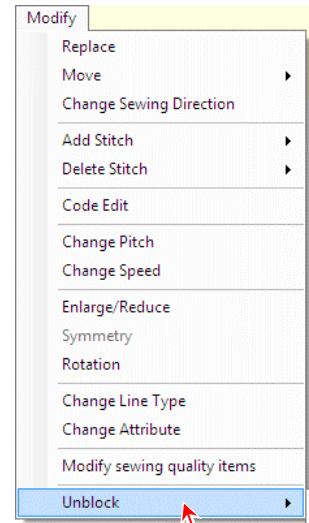 Modify
Replace
Move
Change Sewing Direction
Add Stitch
Delete Stitch
Code Edit
Change Pitch
Change Speed
Enlarge/Reduce
Symmetry
Rotation
Change Line Type
Change Attribute
Modify sewing quality items
Unblock